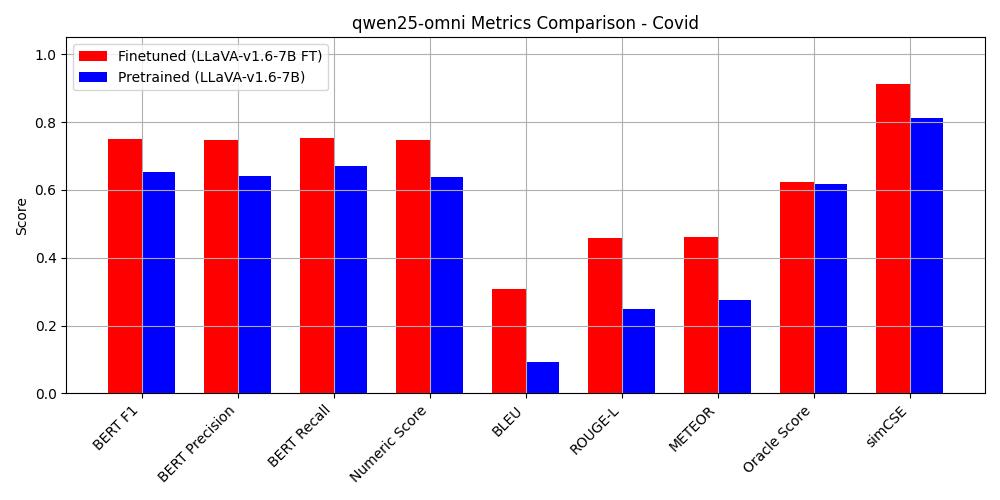 qwen25-omni Metrics Comparison - Covid
Finetuned (LLaVA-v1.6-7B FT)
Pretrained (LLaVA-v1.6-7B)
Score
1.0
0.8
0.6
0.4
0.2
0.0
BERT F1
BERT Precision
BERT Recall
Numeric Score
BLEU
ROUGE-L
METEOR
Oracle Score
simCSE